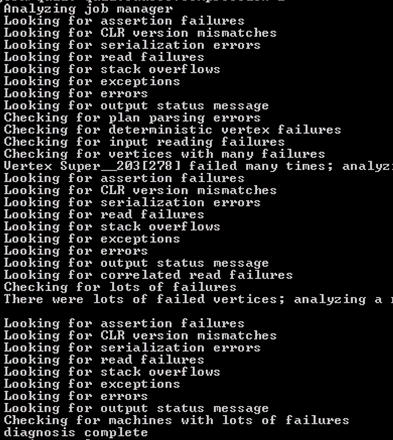 Analyzing job manager
Looking for assertion failures
Looking for CLR version mismatches
Looking for serialization errors
Looking for read failures
Looking for stack overflows
Looking for exceptions
Looking for errors
Looking for output status message
Checking for plan parsing errors
Checking for deterministic vertex failures
Checking for input reading failures
Checking for vertices with many failures
Vertex Super__203[278] failed many times; analyz
Looking for assertion failures
Looking for CLR version mismatches
Looking for serialization errors
Looking for read failures
Looking for stack overflows
Looking for exceptions
Looking for errors
Looking for output status message
Looking for correlated read failures
Checking for lots of failures
There were lots of failed vertices; analyzing a
Looking for assertion failures
Looking for CLR version mismatches
Looking for serialization errors
Looking for read failures
Looking for stack overflows
Looking for exceptions
Looking for errors
Looking for output status message
Checking for machines with lots of failures
diagnosis complete